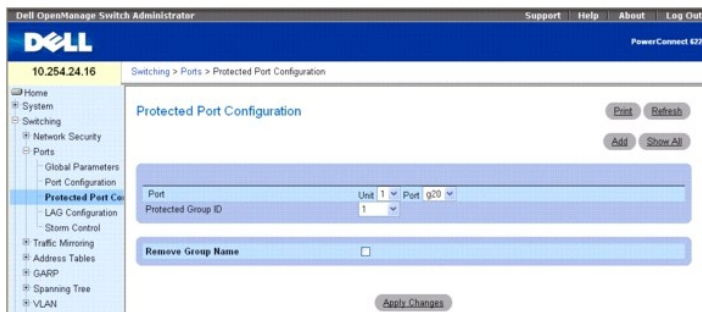 Dell OpenManage Switch Administrator
Support Help About Log Out
DELL
PowerConnect 622
10.254.24.16
Switching > Ports > Protected Port Configuration
Home
System
Switching
Network Security
Ports
Global Parameters
Port Configuration
Protected Port Co
LAG Configuration
Storm Control
Traffic Mirroring
Address Tables
GARP
Spanning Tree
VLAN
Protected Port Configuration
Print Refresh
Add Show All
Port Unit 1 Port g20
Protected Group ID 1
Remove Group Name
Apply Changes